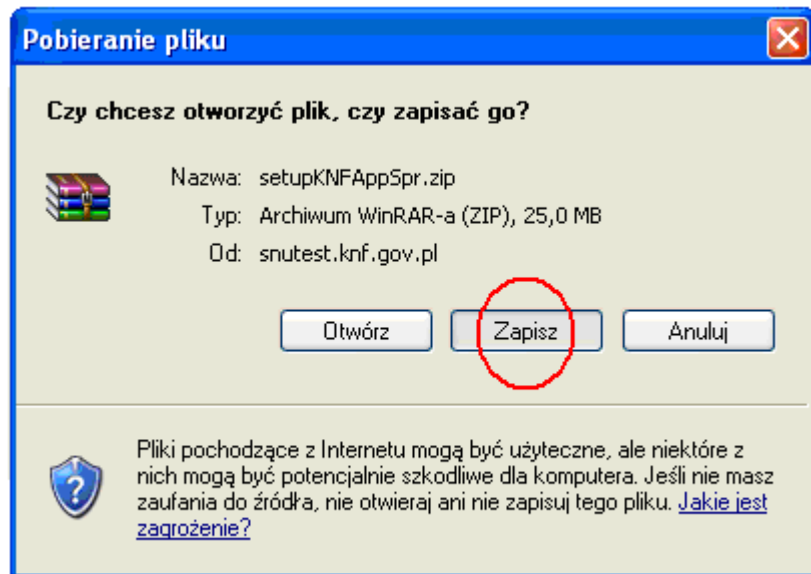 Pobieranie pliku
Czy chcesz otworzyć plik, czy zapisać go?
Nazwa: setupKNFAppSpr.zip
Typ: Archiwum WinRAR-a (ZIP), 25,0 MB
Od: snutest.knf.gov.pl
Otwórz Zapisz Anuluj
Pliki pochodzące z Internetu mogą być użyteczne, ale niektóre z
nich mogą być potencjalnie szkodliwe dla komputera. Jeśli nie masz
zaufania do źródła, nie otwieraj ani nie zapisuj tego pliku. Jakie jest
zagrożenie?